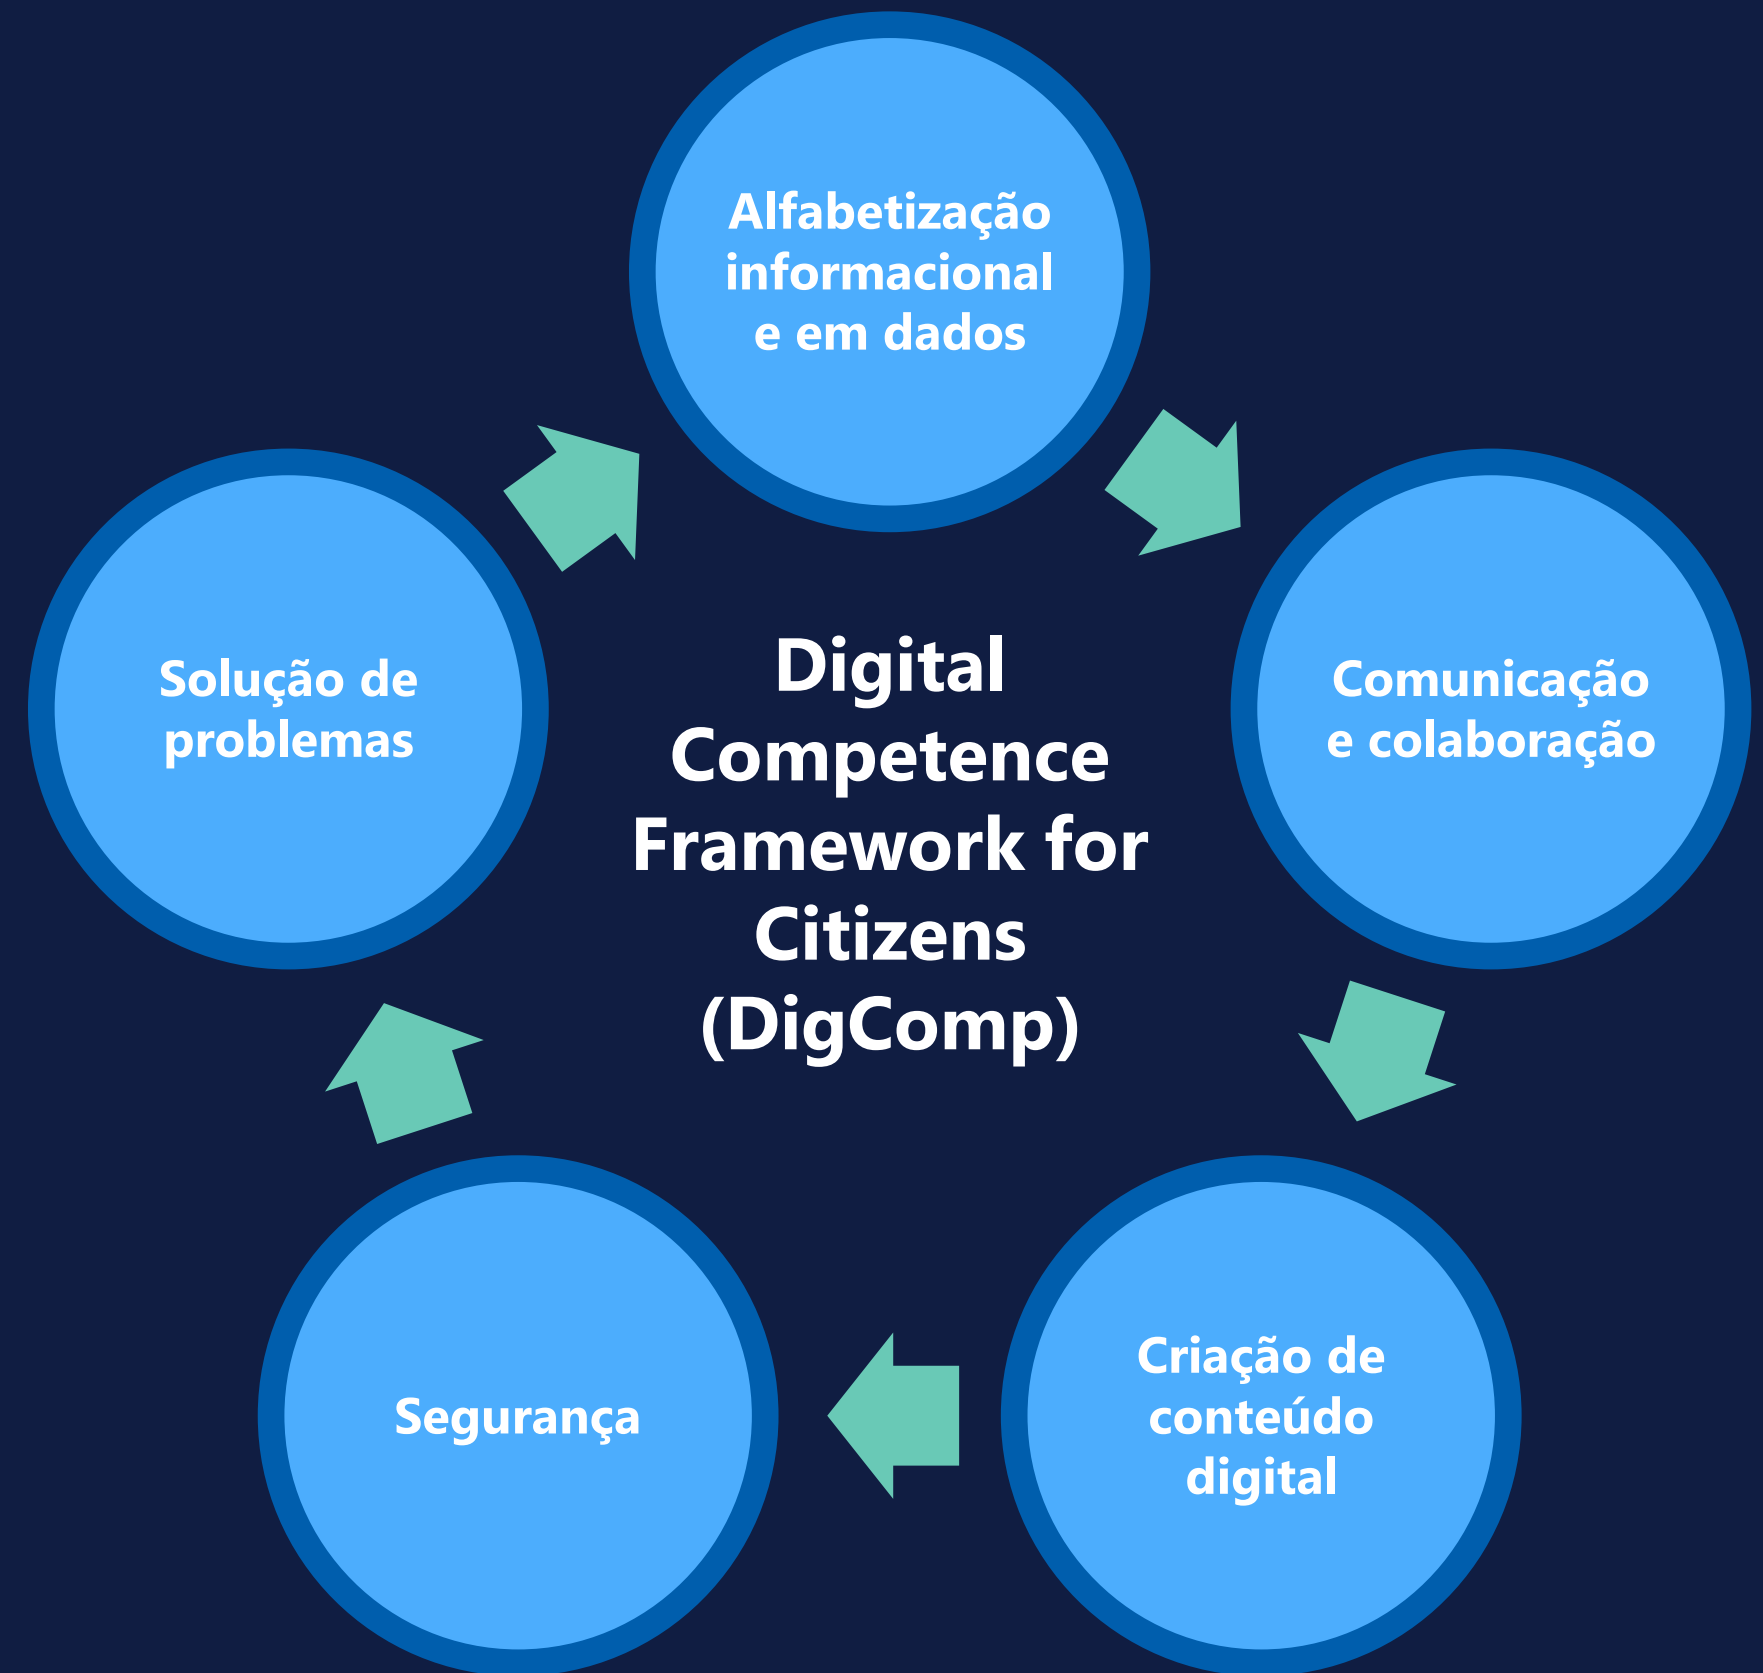 Alfabetização
informacional
e em dados
Solução de
problemas
Digital
Competence
Framework for
Citizens
(DigComp)
Comunicação
e colaboração
Segurança
Criação de
conteúdo
digital